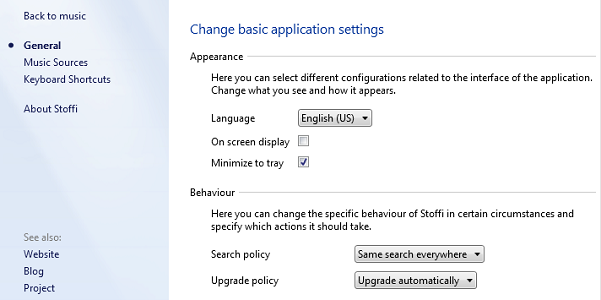 Back to music
General
Music Sources
Keyboard Shortcuts
About Stoffi
See also:
Website
Blog
Project
Change basic application settings
Appearance
Here you can select different configurations related to the interface of the application.
Change what you see and how it appears.
Language English (US)
On screen display
Minimize to tray
Behaviour
Here you can change the specific behaviour of Stoffi in certain circumstances and
specify which actions it should take.
Search policy Same search everywhere
Upgrade policy Upgrade automatically